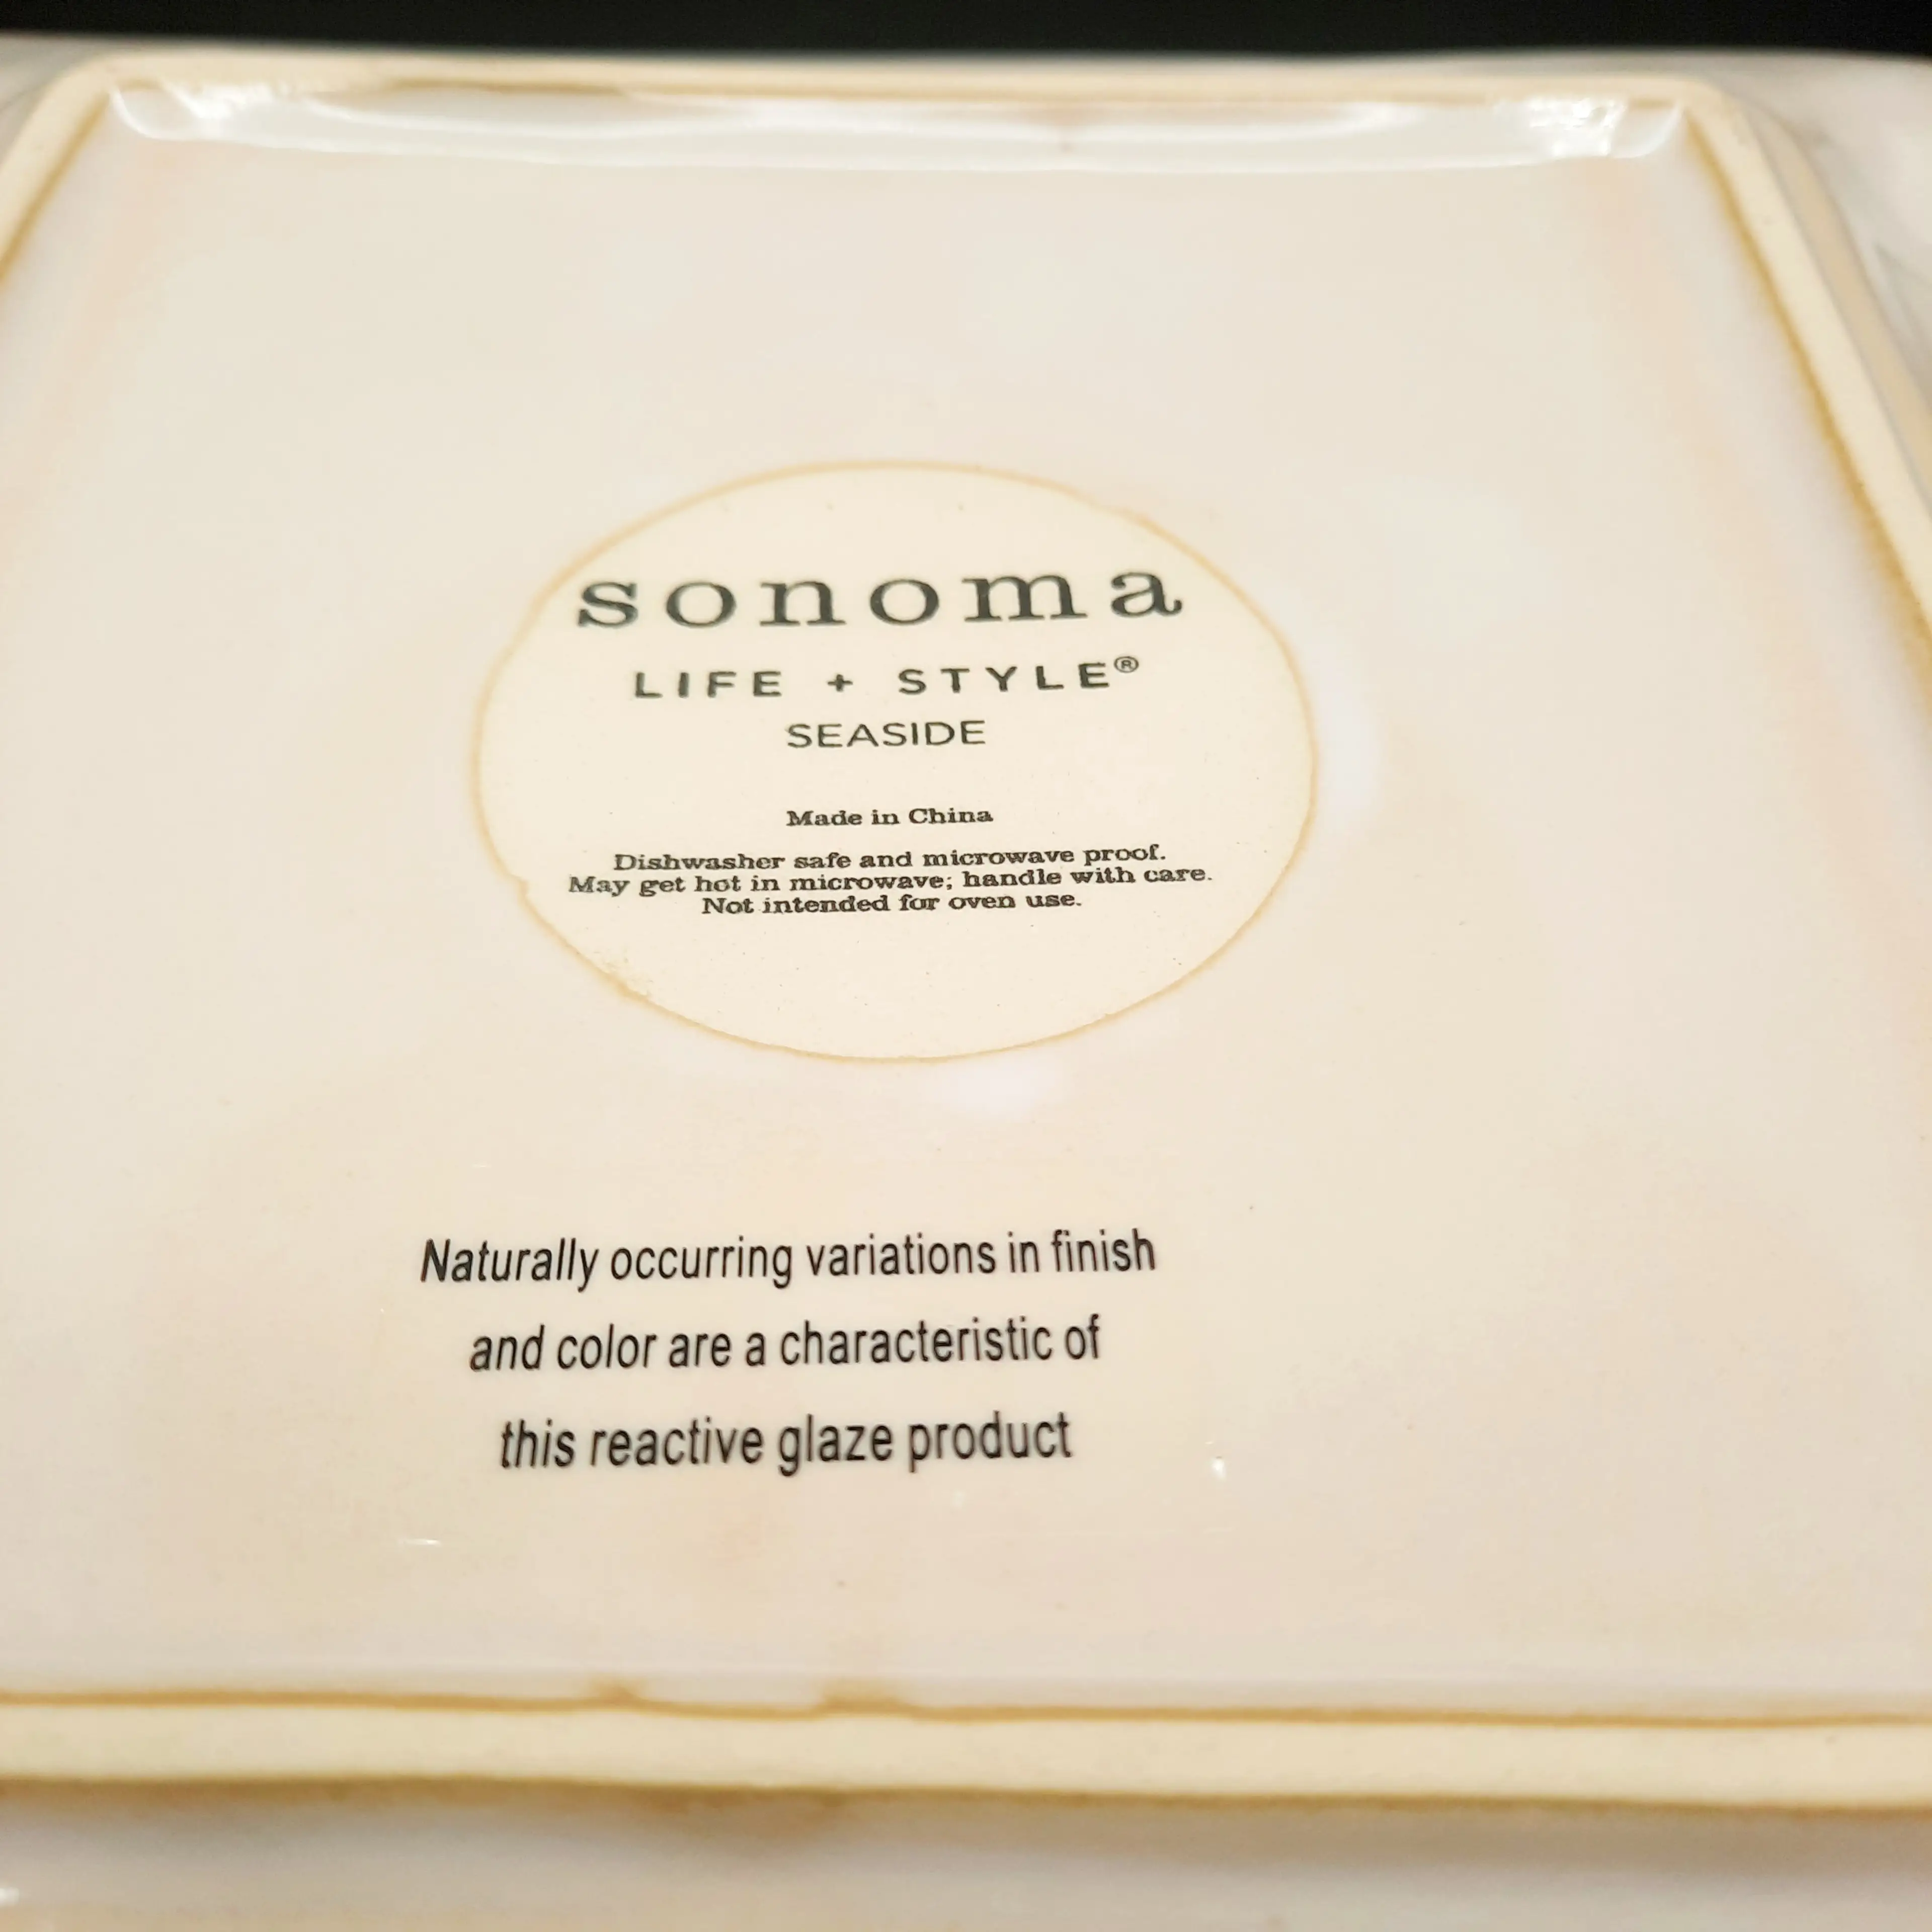 sonoma
LIFE + STYLE®
SEASIDE
Made in China
Dishwasher safe and microwave proof.
May get hot in microwave; handle with care.
Not intended for oven use.
Naturally occurring variations in finish
and color are a characteristic of
this reactive glaze product